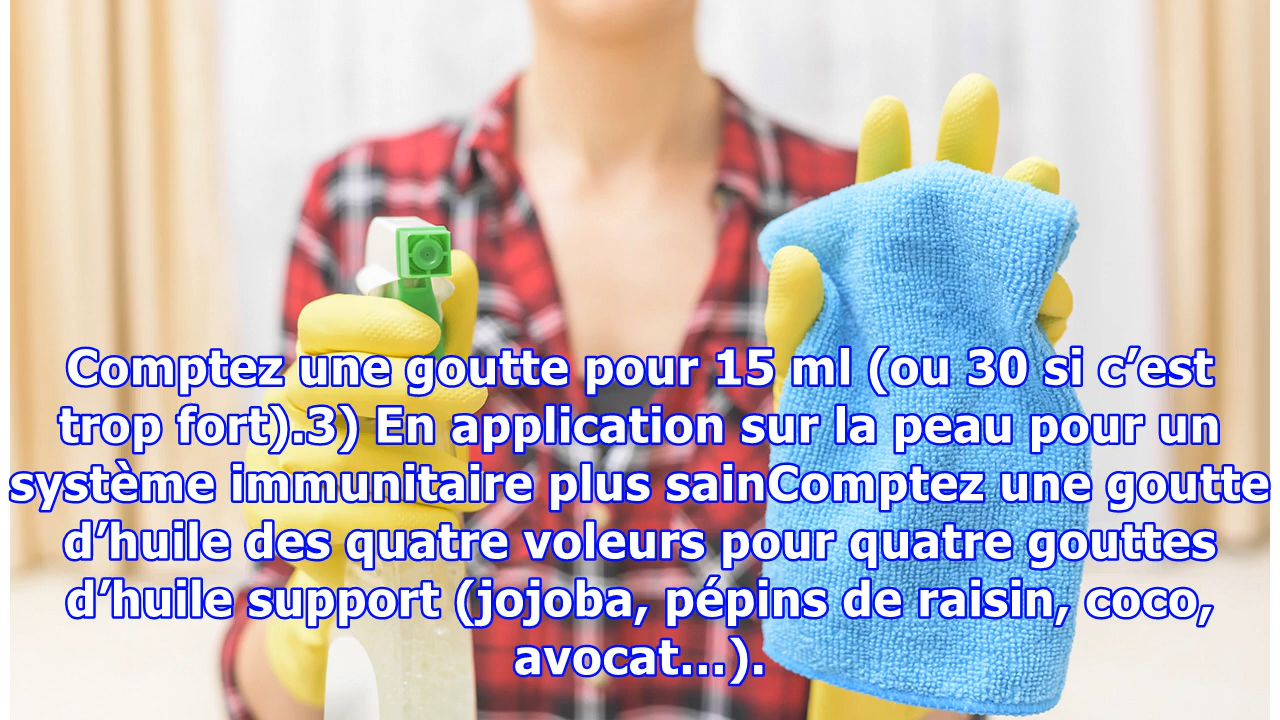 Comptez une goutte pour 15 ml (ou 30 si c’est
trop fort).3) En application sur la peau pour un
système immunitaire plus sainComptez une goutte
d’huile des quatre voleurs pour quatre gouttes
d’huile support (jojoba, pépins de raisin, coco,
avocat…).